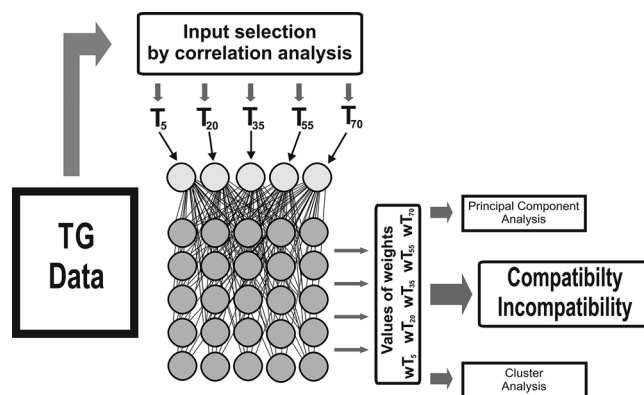 Input selection
by correlation analysis
T5 T20 T35 T55 T70
TG
Data
Values of weights
wT5 wT20 wT35 wT55 wT70
Principal Component
Analysis
Compatibilty
Incompatibility
Cluster
Analysis